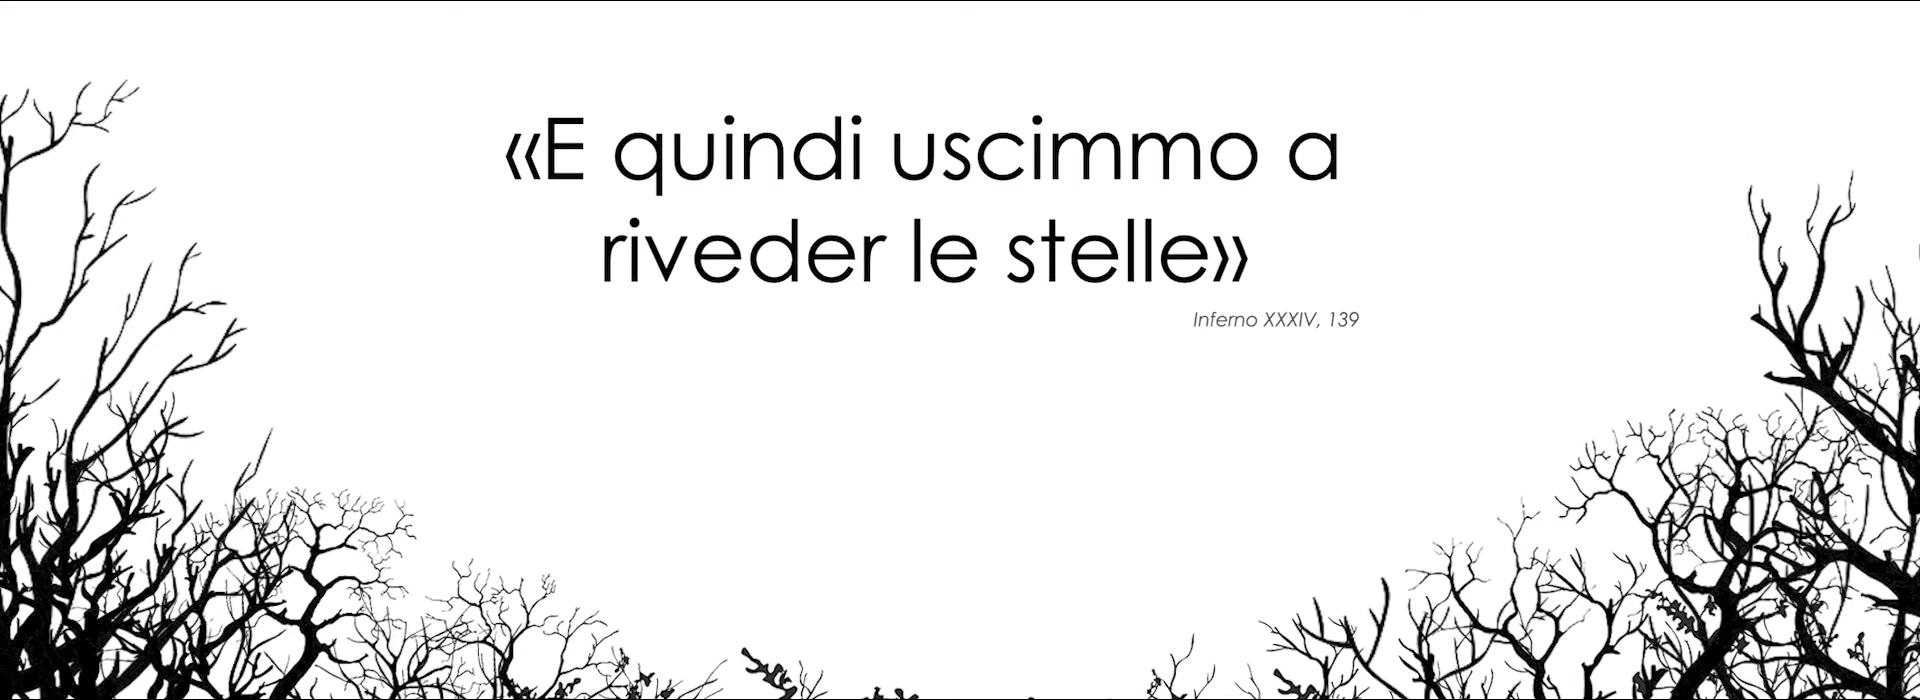 «E quindi uscimmo a
riveder le stelle»
Inferno XXXIV, 139